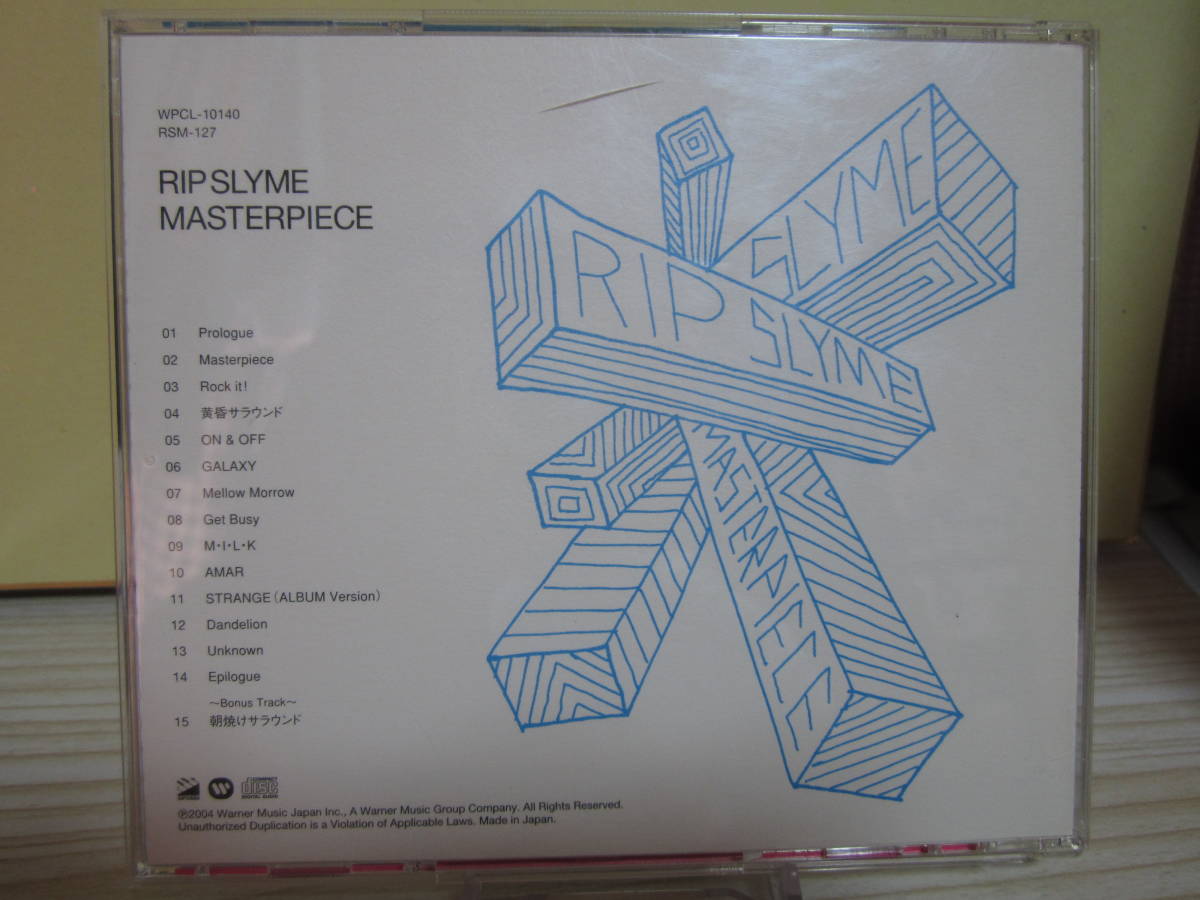 WPCL-10140
RSM-127
RIP SLYME
MASTERPIECE
01 Prologue
02 Masterpiece
03 Rock it!
04 黄昏サラウンド
05 ON & OFF
06 GALAXY
07 Mellow Morrow
08 Get Busy
09 M・I・L・K
10 AMAR
11 STRANGE (ALBUM Version)
12 Dandelion
13 Unknown
14 Epilogue
〜Bonus Track〜
15 朝焼けサラウンド
SLYME
RIP SLYME
MASTERPIECE
COMPACT
disc
DIGITAL AUDIO
℗2004 Warner Music Japan Inc., A Warner Music Group Company. All Rights Reserved.
Unauthorized Duplication is a Violation of Applicable Laws. Made in Japan.